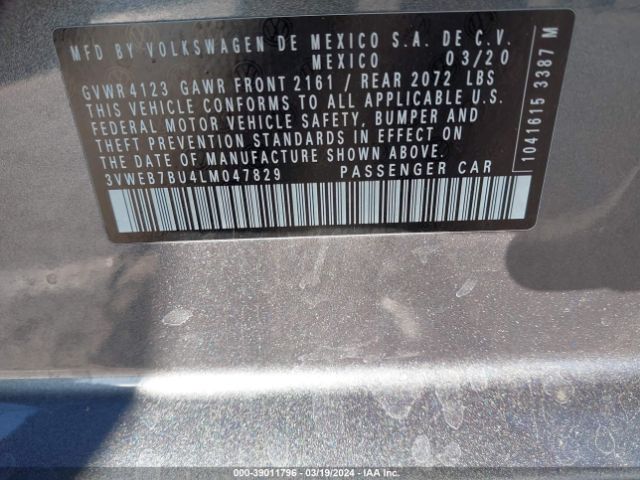 MFD BY VOLKSWAGEN DE MEXICO S.A. DE C.V.
MEXICO 03/20
GVWR 4123 GAWR FRONT 2161 / REAR 2072 LBS
THIS VEHICLE CONFORMS TO ALL APPLICABLE U.S.
FEDERAL MOTOR VEHICLE SAFETY, BUMPER AND
THEFT PREVENTION STANDARDS IN EFFECT ON
THE DATE OF MANUFACTURE SHOWN ABOVE.
3VWEB7BU4LM047829 PASSENGER CAR
1041615 3387 M
000-39011796 - 03/19/2024 - IAA Inc.